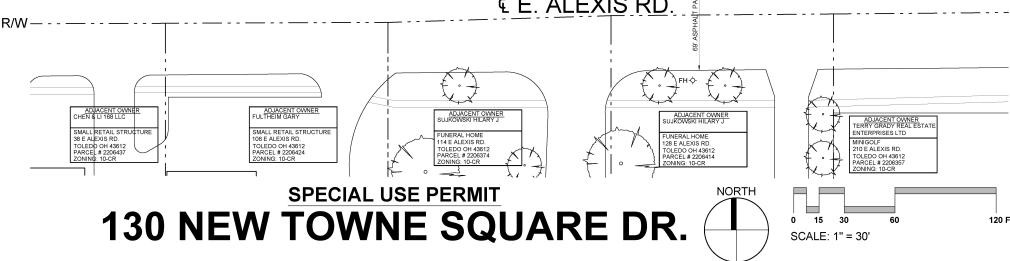 ℄ E. ALEXIS RD.
R/W
69' ASPHALT PA
FH
ADJACENT OWNER
CHEN & LI 168 LLC
SMALL RETAIL STRUCTURE
38 E ALEXIS RD.
TOLEDO OH 43612
PARCEL # 2206437
ZONING: 10-CR
ADJACENT OWNER
FULTHEIM GARY
SMALL RETAIL STRUCTURE
106 E ALEXIS RD.
TOLEDO OH 43612
PARCEL # 2206424
ZONING: 10-CR
ADJACENT OWNER
SUJKOWSKI HILARY J
FUNERAL HOME
114 E ALEXIS RD.
TOLEDO OH 43612
PARCEL # 2206374
ZONING: 10-CR
ADJACENT OWNER
SUJKOWSKI HILARY J
FUNERAL HOME
128 E ALEXIS RD.
TOLEDO OH 43612
PARCEL # 2206414
ZONING: 10-CR
ADJACENT OWNER
TERRY GRADY REAL ESTATE
ENTERPRISES LTD
MINIGOLF
210 E ALEXIS RD.
TOLEDO OH 43612
PARCEL # 2206357
ZONING: 10-CR
SPECIAL USE PERMIT
130 NEW TOWNE SQUARE DR.
NORTH
0 15 30 60 120 F
SCALE: 1" = 30'